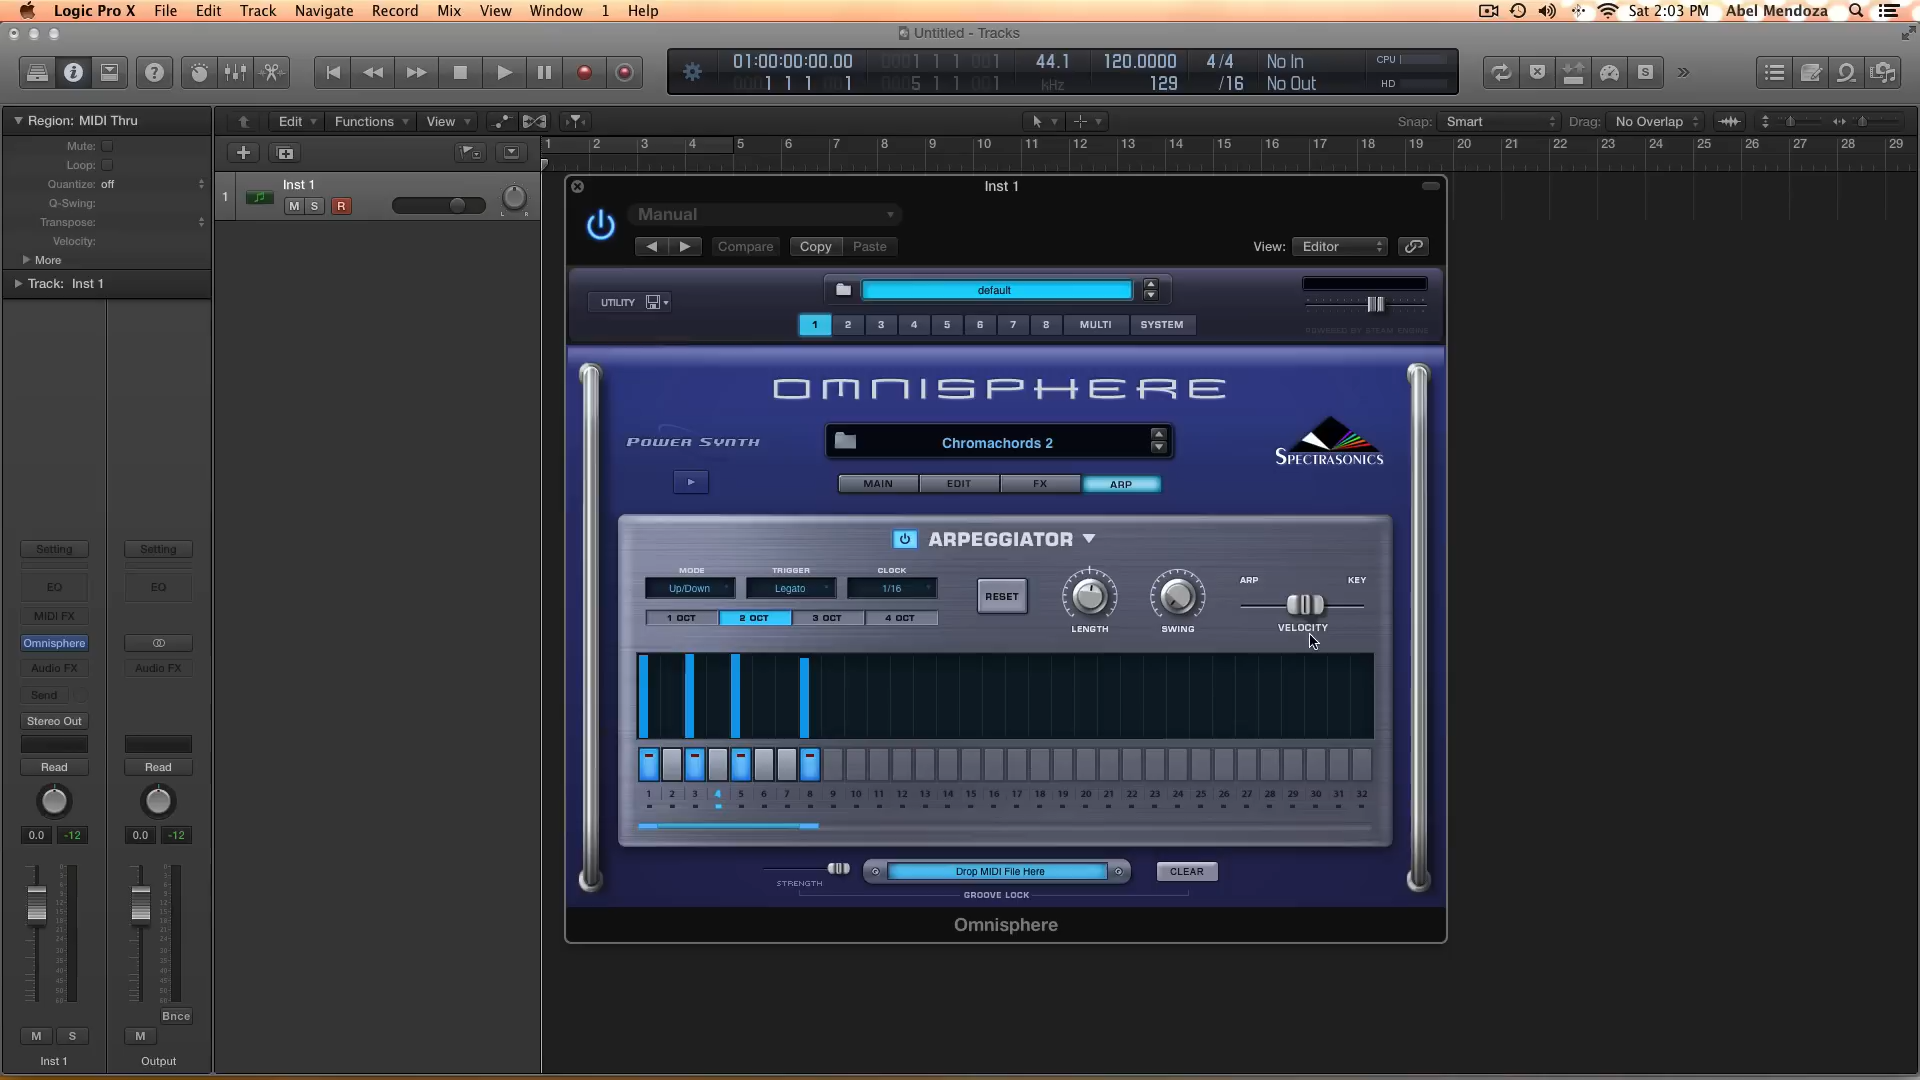 Logic Pro X File Edit Track Navigate Record Mix View Window 1 Help Sat 2:03 PM Abel Mendoza
Untitled - Tracks
01:00:00:00.00 0001 1 1 001 44.1 120.0000 4/4 No In CPU
0001 1 1 001 0005 1 1 001 kHz 129 /16 No Out HD
Region: MIDI Thru
Edit Functions View Snap: Smart Drag: No Overlap
Mute:
Loop:
Quantize: off
Q-Swing:
Transpose:
Velocity:
More
Track: Inst 1
1 2 3 4 5 6 7 8 9 10 11 12 13 14 15 16 17 18 19 20 21 22 23 24 25 26 27 28 29
1 Inst 1
M S R L R
Inst 1
Manual
Compare Copy Paste View: Editor
UTILITY default
POWERED BY STEAM ENGINE
1 2 3 4 5 6 7 8 MULTI SYSTEM
OMNISPHERE
POWER SYNTH Chromachords 2 SPECTRASONICS
MAIN EDIT FX ARP
ARPEGGIATOR
MODE TRIGGER CLOCK
Up/Down Legato 1/16
1 OCT 2 OCT 3 OCT 4 OCT
RESET
LENGTH SWING
ARP KEY
VELOCITY
1 2 3 4 5 6 7 8 9 10 11 12 13 14 15 16 17 18 19 20 21 22 23 24 25 26 27 28 29 30 31 32
STRENGTH Drop MIDI File Here CLEAR
GROOVE LOCK
Omnisphere
Setting Setting
EQ EQ
MIDI FX
Omnisphere
Audio FX Audio FX
Send
Stereo Out
Read Read
0.0 -12 0.0 -12
Bnce
M S M
Inst 1 Output